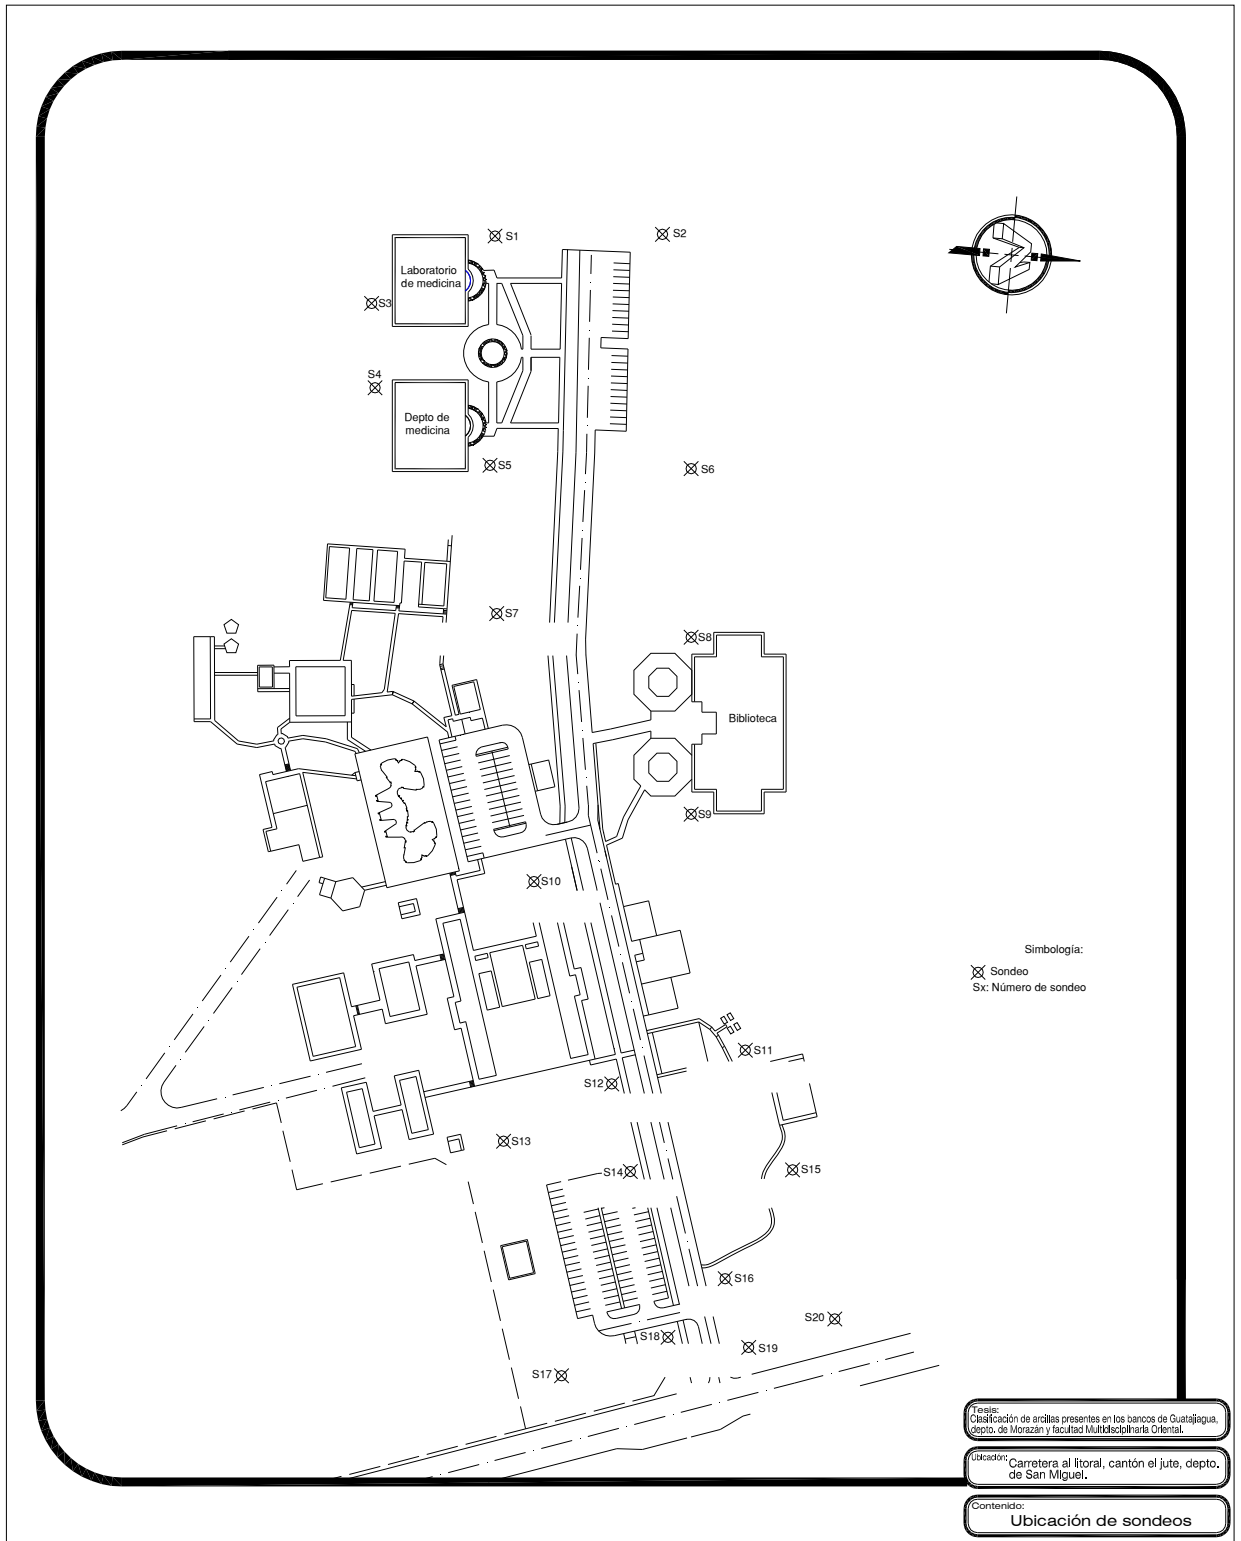 S1
S2
Laboratorio
de medicina
S3
S4
Depto de
medicina
S5
S6
S7
S8
Biblioteca
S9
S10
Simbología:
Sondeo
Sx: Número de sondeo
S11
S12
S13
S14
S15
S16
S20
S18
S19
S17
Tesis:
Clasificación de arcillas presentes en los bancos de Guatajiagua,
depto. de Morazán y facultad Multidisciplinaria Oriental.
Ubicación: Carretera al litoral, cantón el jute, depto.
de San Miguel.
Contenido:
Ubicación de sondeos